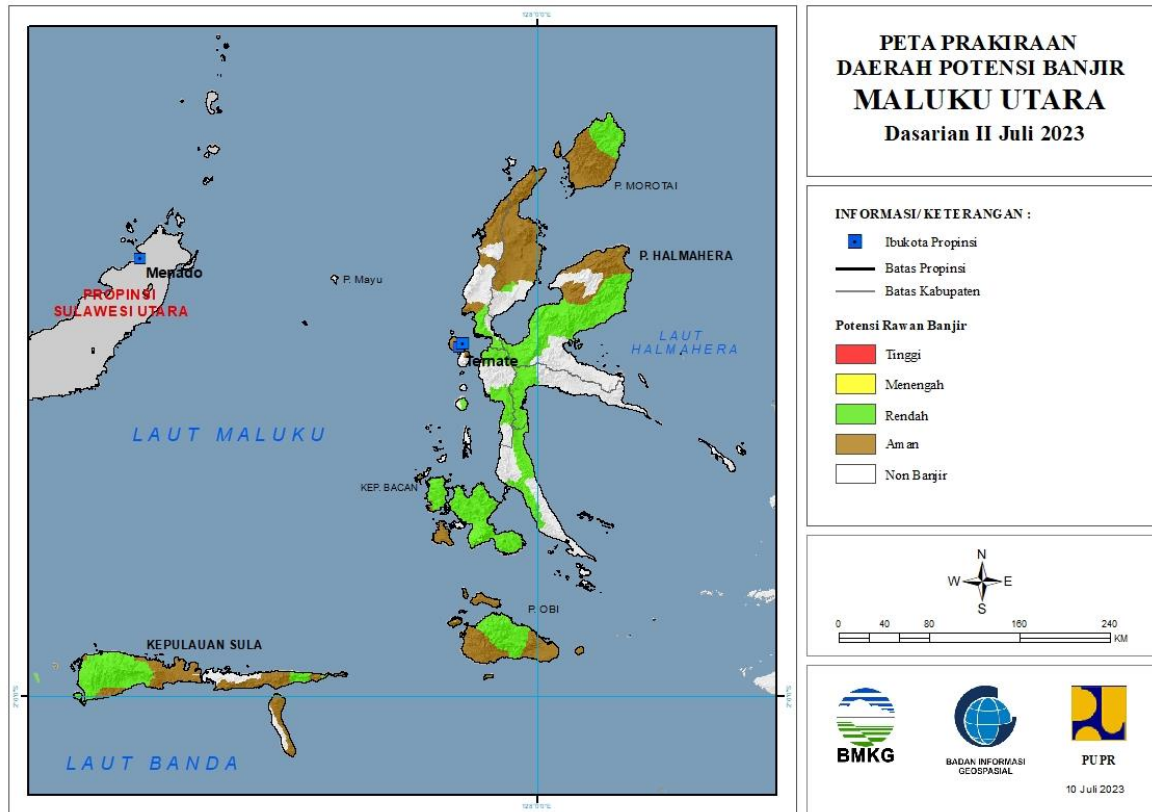 PETA PRAKIRAAN
DAERAH POTENSI BANJIR
MALUKU UTARA
Dasarian II Juli 2023
INFORMASI/ KETERANGAN :
Ibukota Propinsi
Batas Propinsi
Batas Kabupaten
Potensi Rawan Banjir
Tinggi
Menengah
Rendah
Aman
Non Banjir
N
W E
S
0 40 80 160 240
KM
BMKG
BADAN INFORMASI
GEOSPASIAL
PUPR
10 Juli 2023
P. MOROTAI
P. HALMAHERA
Menado
P. Mayu
PROPINSI
SULAWESI UTARA
LAUT
HALMAHERA
Ternate
LAUT MALUKU
KEP. BACAN
P. OBI
KEPULAUAN SULA
LAUT BANDA